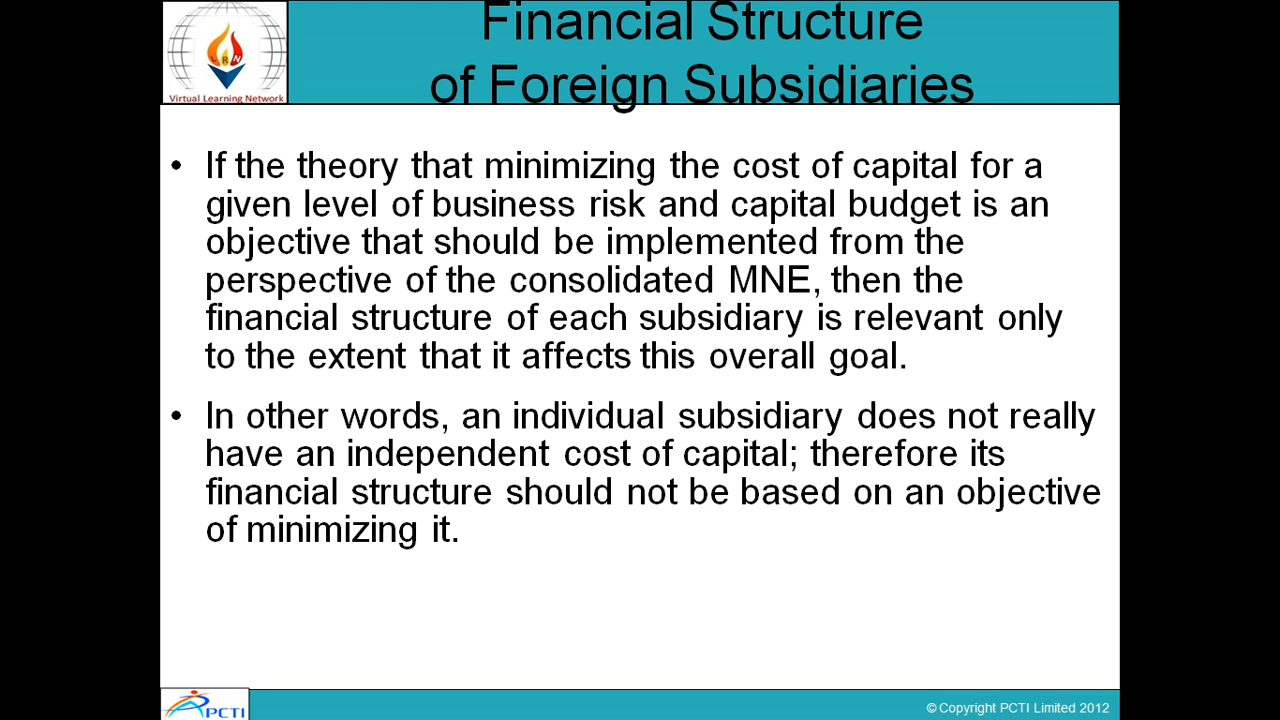 Financial Structure
of Foreign Subsidiaries
Virtual Learning Network
• If the theory that minimizing the cost of capital for a
given level of business risk and capital budget is an
objective that should be implemented from the
perspective of the consolidated MNE, then the
financial structure of each subsidiary is relevant only
to the extent that it affects this overall goal.
• In other words, an individual subsidiary does not really
have an independent cost of capital; therefore its
financial structure should not be based on an objective
of minimizing it.
PCTI
© Copyright PCTI Limited 2012